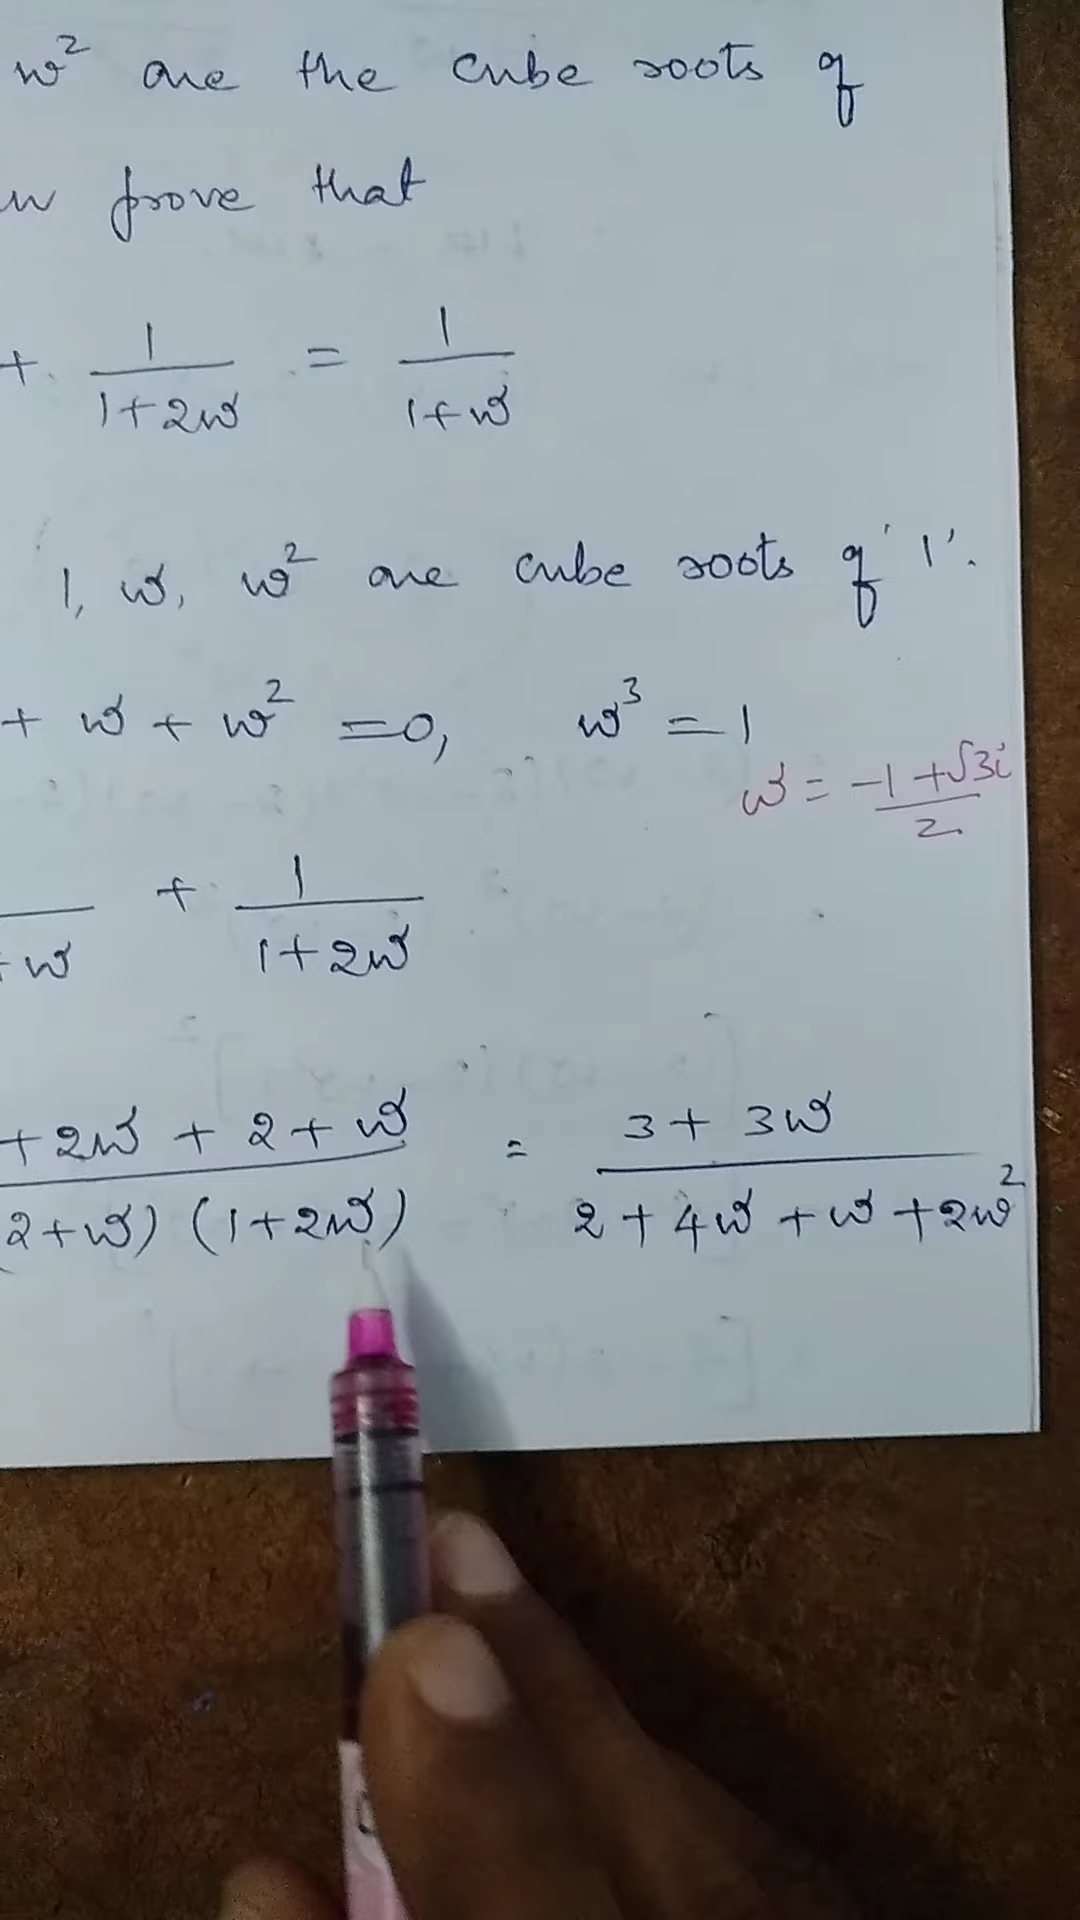 w² are the cube roots of
prove that
+ 1/(1+2w) = 1/(1+w)
1, w, w² are cube roots of '1'.
+ w + w² = 0, w³ = 1
w = (-1+√3i)/2
+w + 1/(1+2w)
(+2w + 2 + w)/((2+w)(1+2w)) = (3 + 3w)/(2 + 4w + w + 2w²)